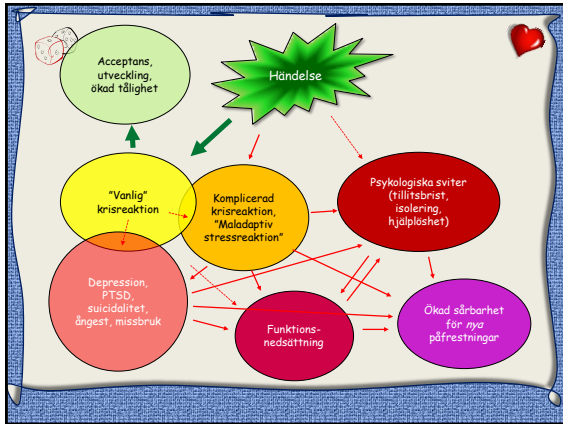 Acceptans,
utveckling,
ökad tålighet
Händelse
"Vanlig"
krisreaktion
Komplicerad
krisreaktion,
"Maladaptiv
stressreaktion"
Psykologiska sviter
(tillitsbrist,
isolering,
hjälplöshet)
Depression,
PTSD,
suicidalitet,
ångest, missbruk
Funktions-
nedsättning
Ökad sårbarhet
för nya
påfrestningar